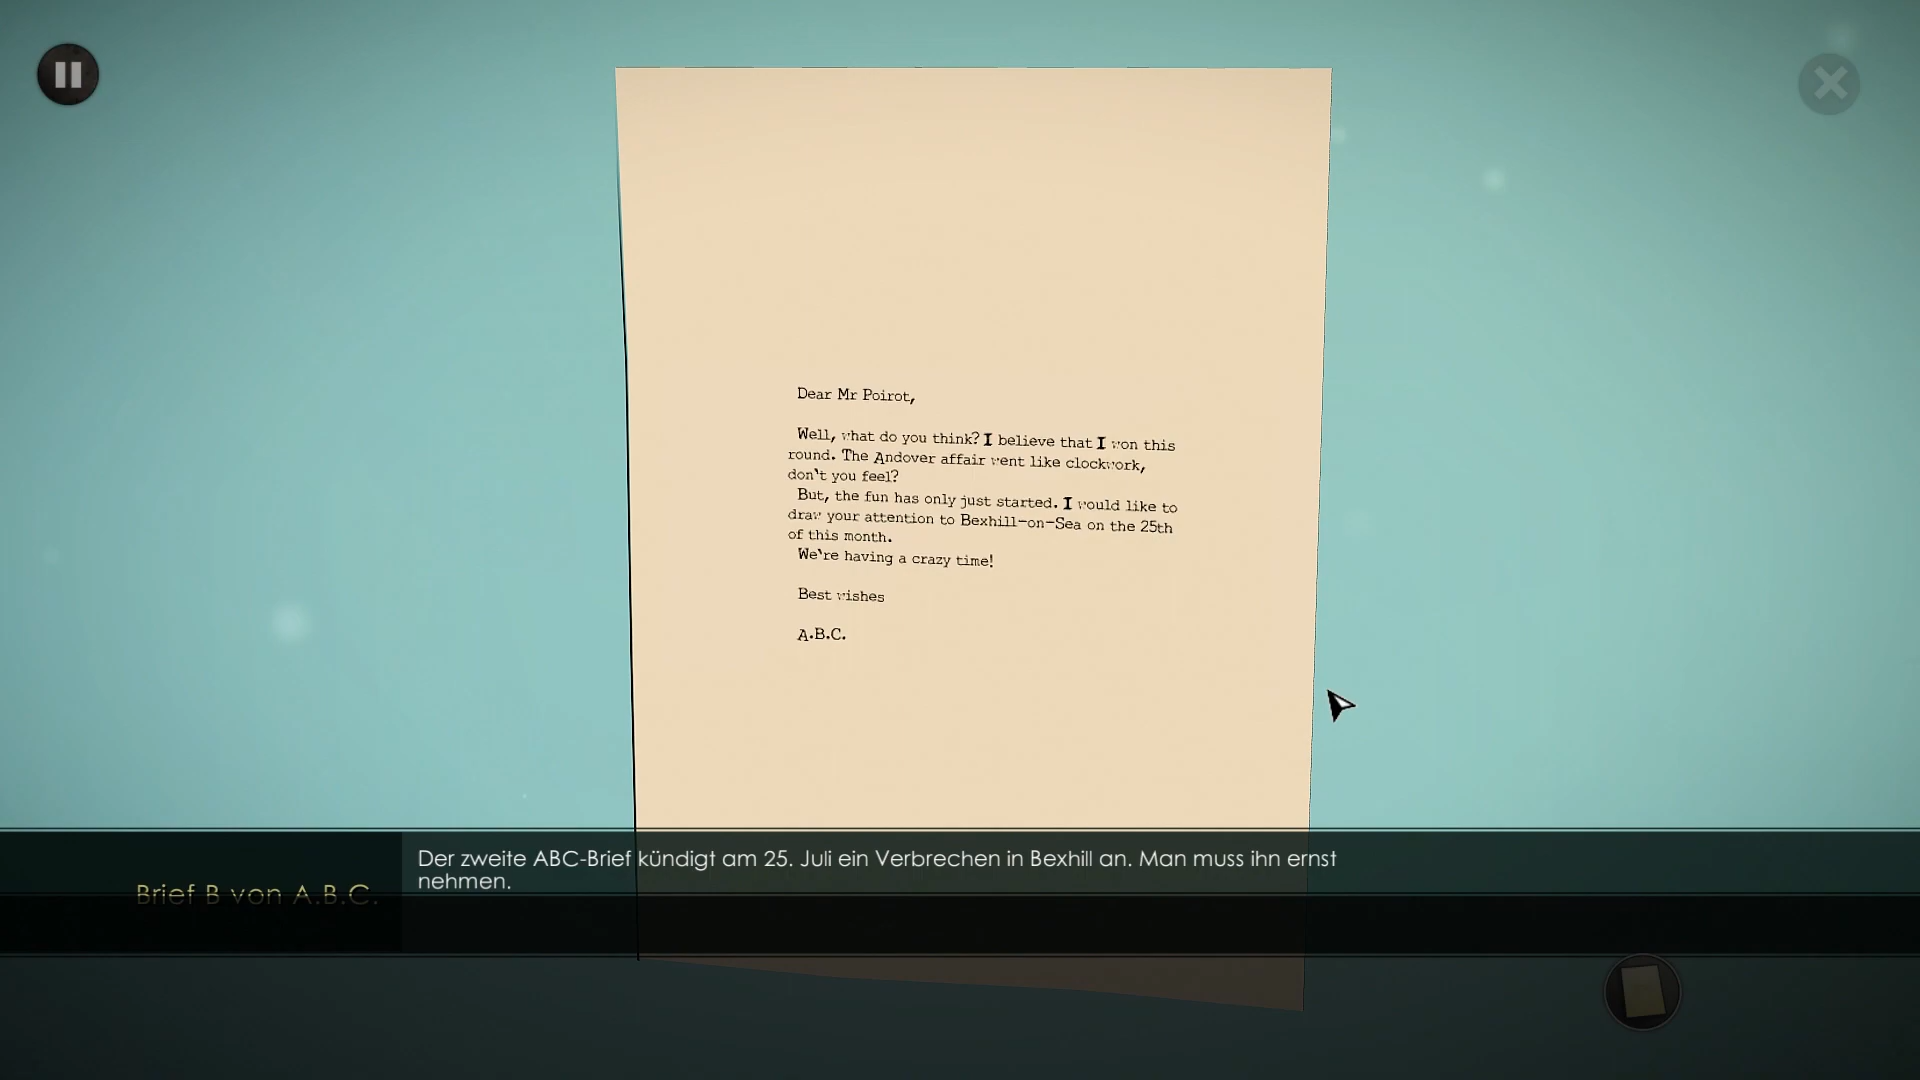 Dear Mr Poirot,
Well, what do you think? I believe that I won this
round. The Andover affair went like clockwork,
don't you feel?
But, the fun has only just started. I would like to
draw your attention to Bexhill-on-Sea on the 25th
of this month.
We're having a crazy time!
Best wishes
A.B.C.
Der zweite ABC-Brief kündigt am 25. Juli ein Verbrechen in Bexhill an. Man muss ihn ernst
nehmen.
Brief B von A.B.C.